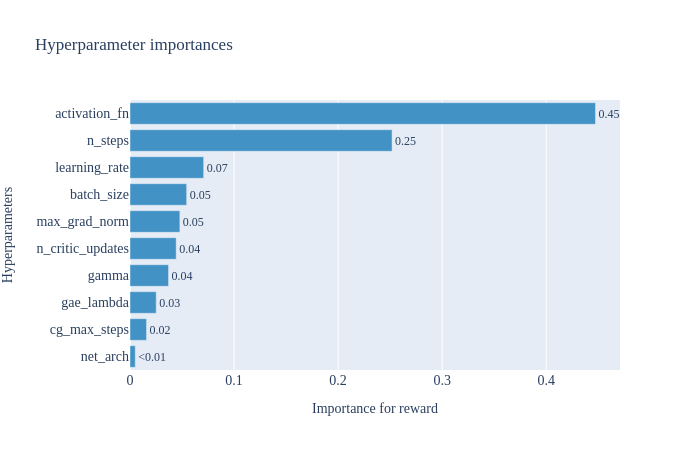 Hyperparameter importances
Hyperparameters
activation_fn 0.45
n_steps 0.25
learning_rate 0.07
batch_size 0.05
max_grad_norm 0.05
n_critic_updates 0.04
gamma 0.04
gae_lambda 0.03
cg_max_steps 0.02
net_arch <0.01
0 0.1 0.2 0.3 0.4
Importance for reward